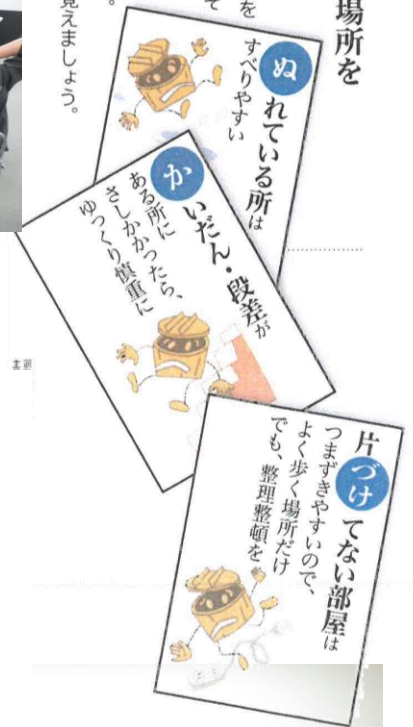 場所を
を
て
。
覚えましょう。
ぬれている所は
すべりやすい
かいだん・段差が
ある所に
さしかかったら、
ゆっくり慎重に
片づけてない部屋は
つまずきやすいので、
よく歩く場所だけ
でも、整理整頓を